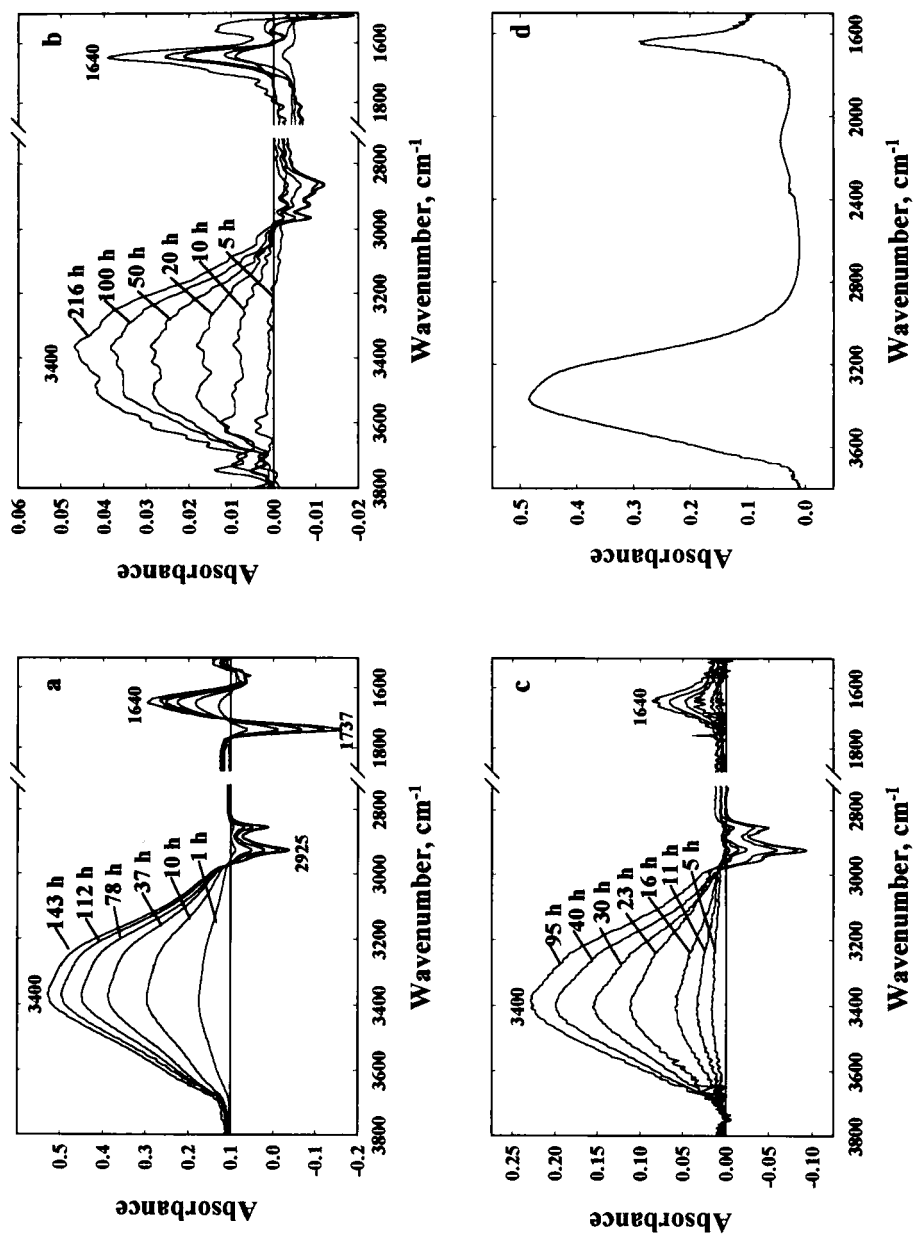 a
0.5
0.4
0.3
0.2
0.1
0.0
-0.1
-0.2
Absorbance
3400
143 h
112 h
78 h
37 h
10 h
1 h
2925
1640
1737
3800
3600
3400
3200
3000
2800
1800
1600
Wavenumber, cm-1
b
0.06
0.05
0.04
0.03
0.02
0.01
0.00
-0.01
-0.02
Absorbance
3400
216 h
100 h
50 h
20 h
10 h
5 h
1640
3800
3600
3400
3200
3000
2800
1800
1600
Wavenumber, cm-1
c
0.25
0.20
0.15
0.10
0.05
0.00
-0.05
-0.10
Absorbance
3400
95 h
40 h
30 h
23 h
16 h
11 h
5 h
1640
3800
3600
3400
3200
3000
2800
1800
1600
Wavenumber, cm-1
d
0.5
0.4
0.3
0.2
0.1
0.0
Absorbance
3600
3200
2800
2400
2000
1800
1600
Wavenumber, cm-1